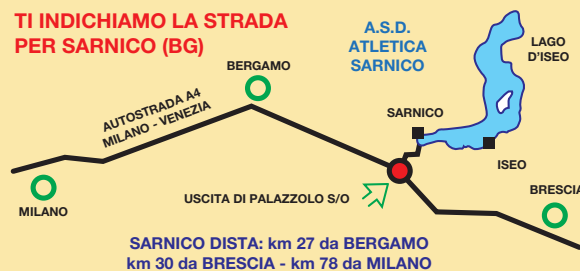 TI INDICHIAMO LA STRADA
PER SARNICO (BG)
A.S.D.
ATLETICA
SARNICO
LAGO
D'ISEO
BERGAMO
AUTOSTRADA A4
MILANO - VENEZIA
SARNICO
ISEO
MILANO
USCITA DI PALAZZOLO S/O
BRESCIA
SARNICO DISTA: km 27 da BERGAMO
km 30 da BRESCIA - km 78 da MILANO